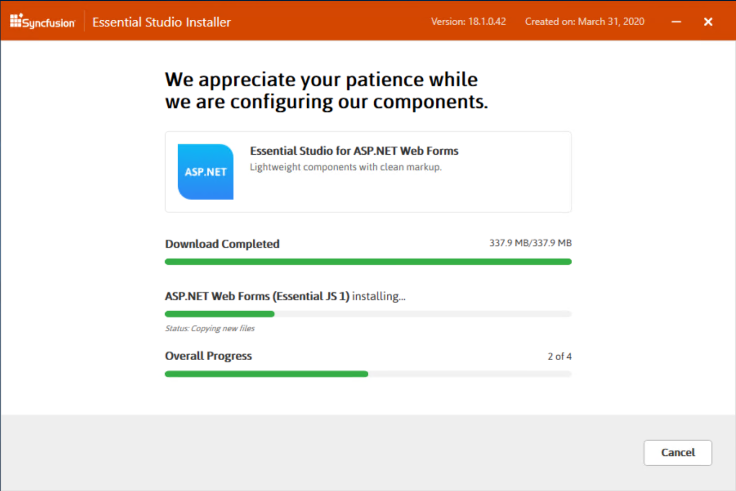 Syncfusion Essential Studio Installer Version: 18.1.0.42 Created on: March 31, 2020
We appreciate your patience while
we are configuring our components.
ASP.NET
Essential Studio for ASP.NET Web Forms
Lightweight components with clean markup.
Download Completed 337.9 MB/337.9 MB
ASP.NET Web Forms (Essential JS 1) installing...
Status: Copying new files
Overall Progress 2 of 4
Cancel